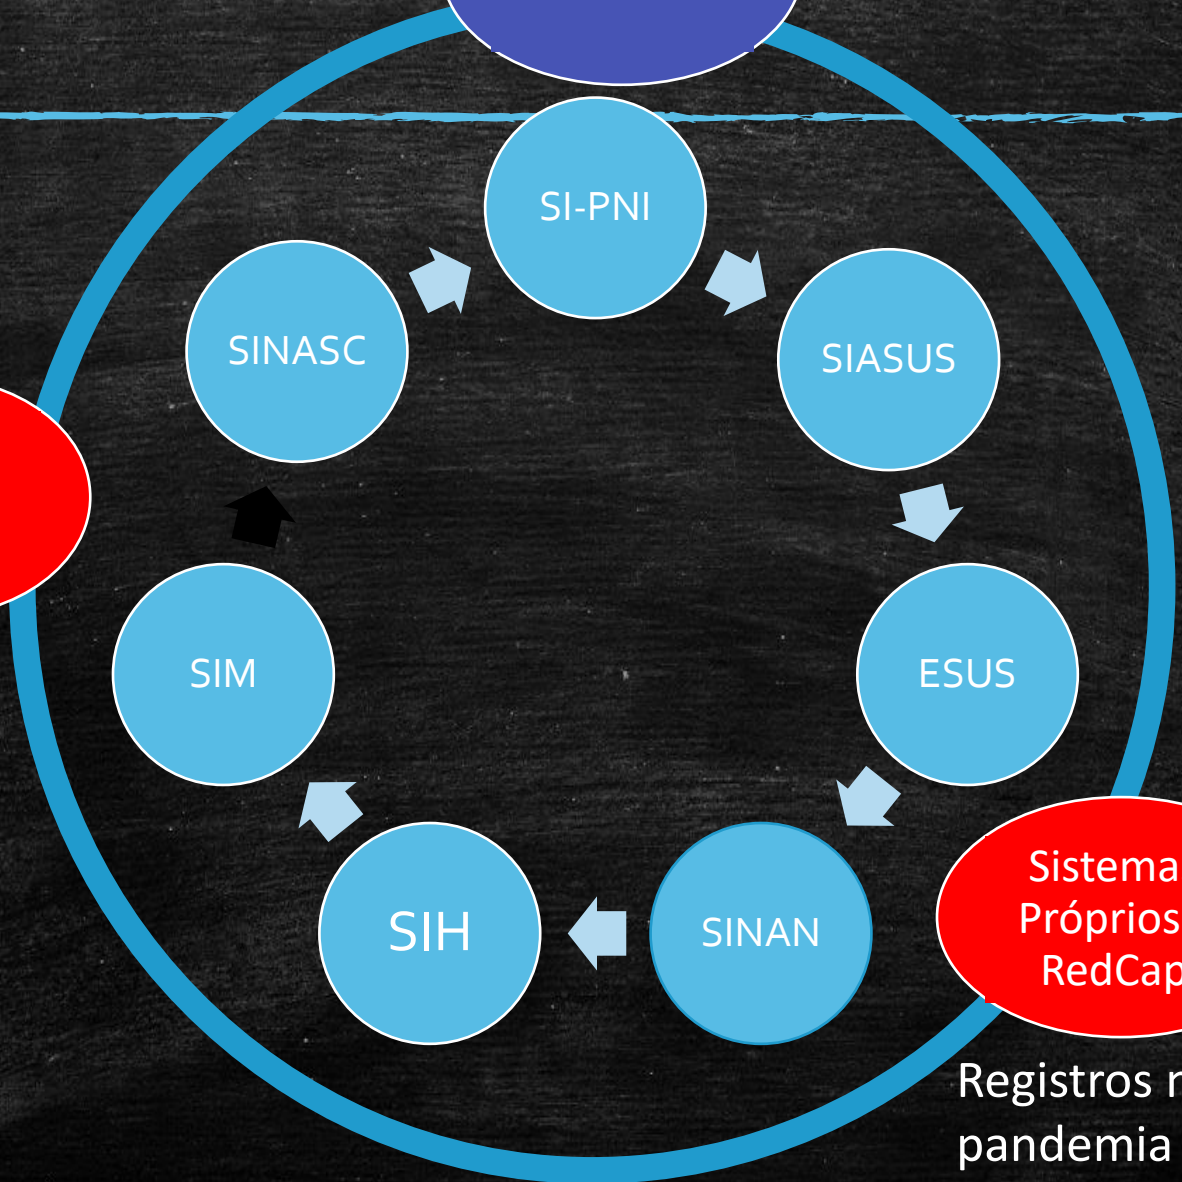 SI-PNI
SINASC
SIASUS
SIM
ESUS
SIH
SINAN
Sistema
Próprios
RedCap
Registros
pandemia